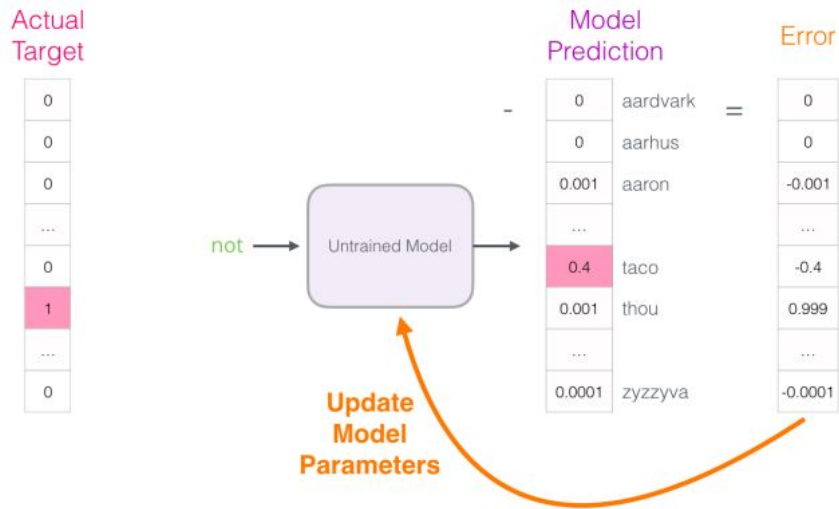 Actual
Target
Model
Prediction
Error
0 - 0 aardvark = 0
0 0 aarhus 0
0 0.001 aaron -0.001
... ... ...
not
Untrained Model
0 0.4 taco -0.4
1 0.001 thou 0.999
... ... ...
0 0.0001 zyzzyva -0.0001
Update
Model
Parameters